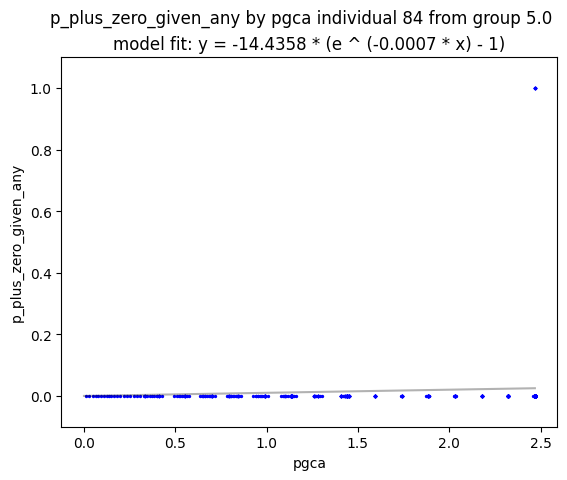 p_plus_zero_given_any by pgca individual 84 from group 5.0
model fit: y = -14.4358 * (e ^ (-0.0007 * x) - 1)
1.0
0.8
0.6
0.4
0.2
0.0
p_plus_zero_given_any
0.0 0.5 1.0 1.5 2.0 2.5
pgca